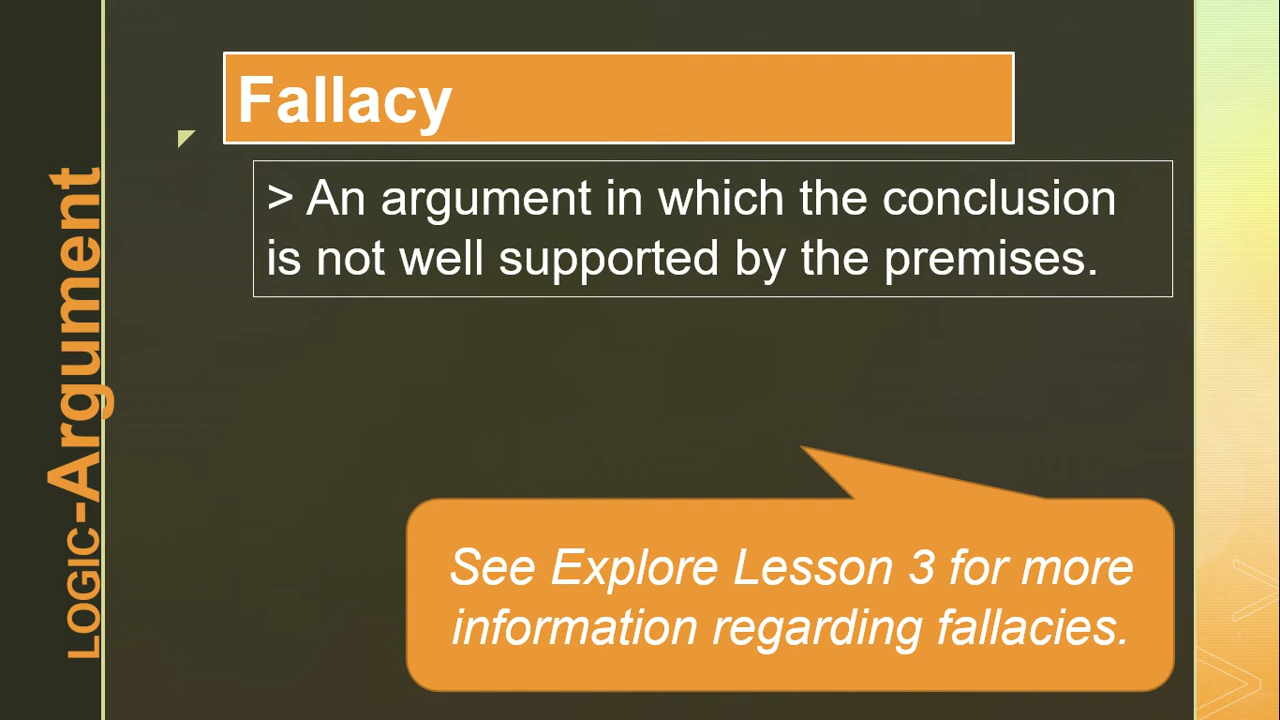 LOGIC-Argument
Fallacy
> An argument in which the conclusion
is not well supported by the premises.
See Explore Lesson 3 for more
information regarding fallacies.